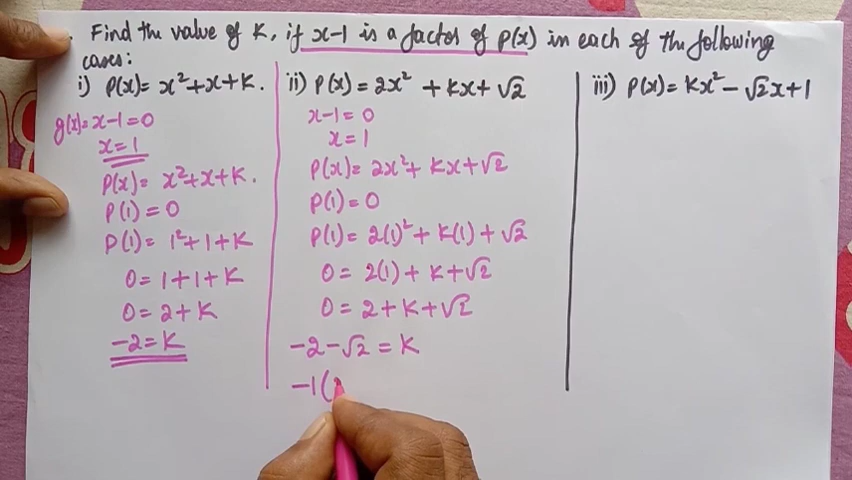 Find the value of K, if x-1 is a factor of P(x) in each of the following
cases:
i) P(x)= x²+x+K.
g(x)=x-1=0
x=1
P(x)= x²+x+K.
P(1)=0
P(1)= 1²+1+K
0=1+1+K
0=2+K
-2=K
ii) P(x)= 2x² + Kx+√2
x-1=0
x=1
P(x)= 2x²+ Kx+√2
P(1)=0
P(1)= 2(1)²+K(1)+√2
0= 2(1)+K+√2
0= 2+K+√2
-2-√2=K
-1(
iii) P(x)= Kx²-√2x+1